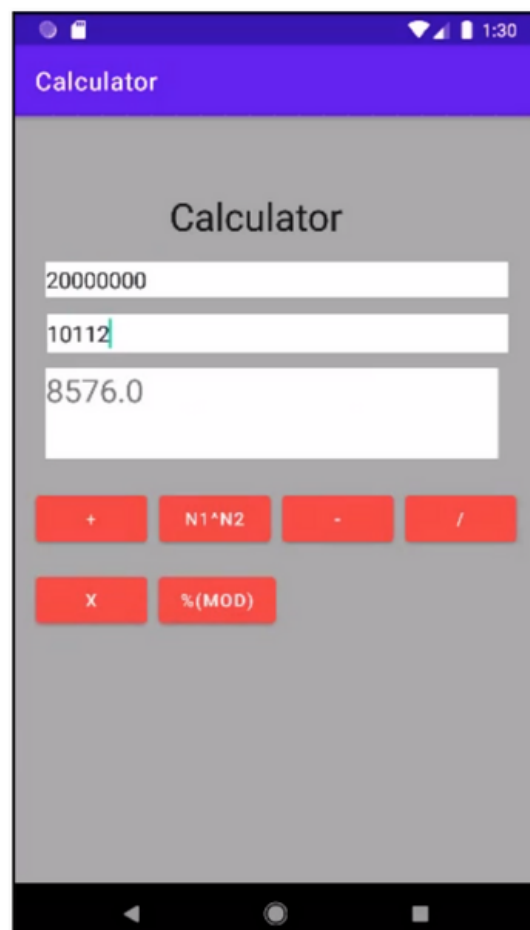 1:30
Calculator
Calculator
20000000
10112
8576.0
+ N1^N2 - /
X %(MOD)